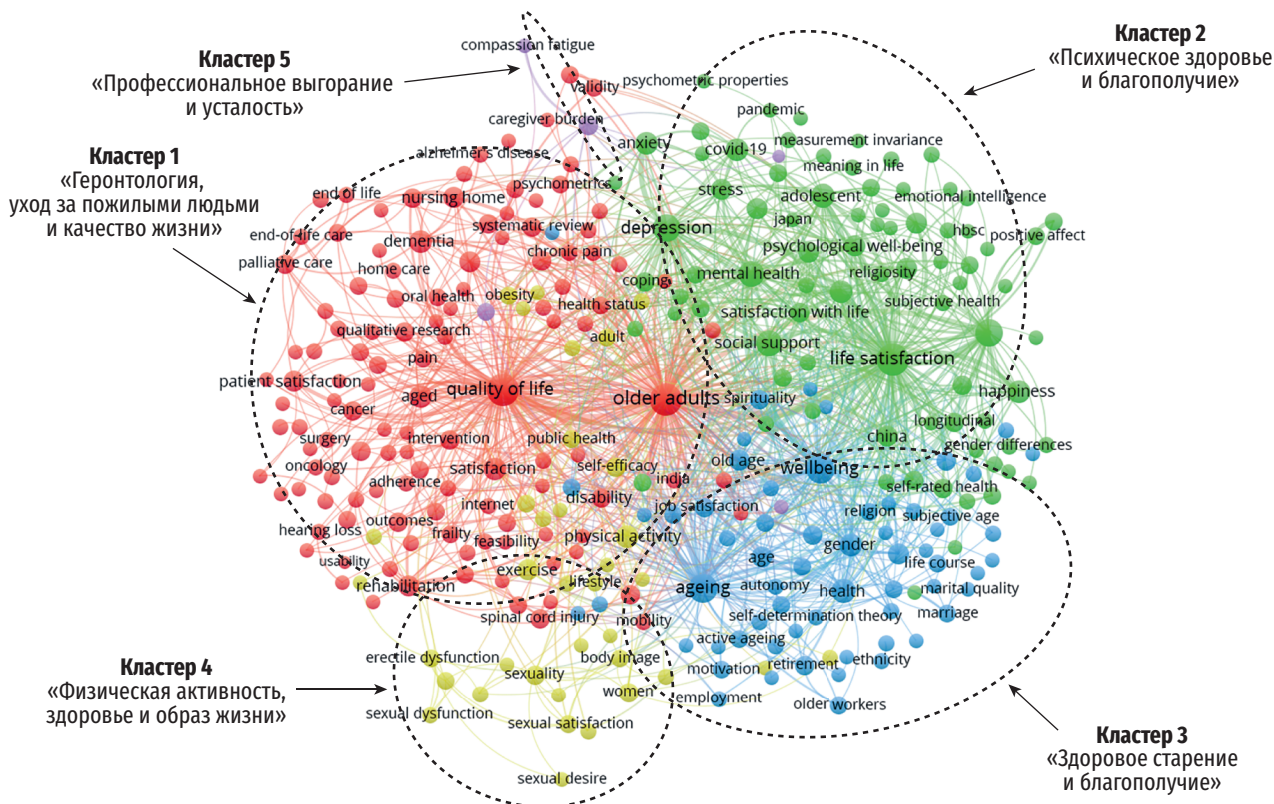 Кластер 5
«Профессиональное выгорание
и усталость»
Кластер 2
«Психическое здоровье
и благополучие»
Кластер 1
«Геронтология,
уход за пожилыми людьми
и качество жизни»
Кластер 4
«Физическая активность,
здоровье и образ жизни»
Кластер 3
«Здоровое старение
и благополучие»
compassion fatigue
validity
psychometric properties
pandemic
caregiver burden
anxiety
covid-19
measurement invariance
alzheimer's disease
meaning in life
end of life
nursing home
psychometrics
stress
adolescent
emotional intelligence
systematic review
depression
japan
hbsc
end-of-life care
dementia
chronic pain
psychological well-being
positive affect
palliative care
home care
coping
mental health
religiosity
oral health
obesity
health status
satisfaction with life
subjective health
qualitative research
adult
social support
pain
life satisfaction
patient satisfaction
aged
quality of life
older adults
spirituality
happiness
cancer
longitudinal
surgery
intervention
public health
china
gender differences
oncology
satisfaction
self-efficacy
old age
wellbeing
adherence
india
self-rated health
internet
disability
job satisfaction
religion
subjective age
hearing loss
outcomes
frailty
feasibility
physical activity
gender
usability
age
life course
rehabilitation
exercise
lifestyle
ageing
autonomy
health
marital quality
spinal cord injury
mobility
self-determination theory
marriage
active ageing
erectile dysfunction
body image
motivation
retirement
ethnicity
sexuality
women
employment
older workers
sexual dysfunction
sexual satisfaction
sexual desire